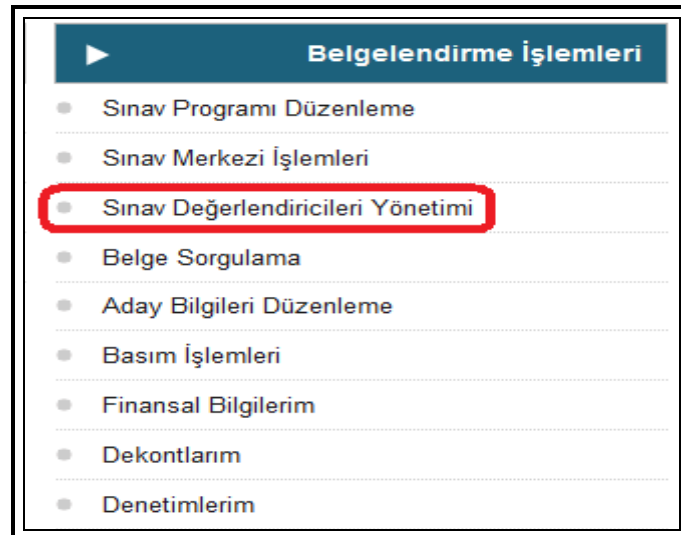 Belgelendirme İşlemleri
Sınav Programı Düzenleme
Sınav Merkezi İşlemleri
Sınav Değerlendiricileri Yönetimi
Belge Sorgulama
Aday Bilgileri Düzenleme
Basım İşlemleri
Finansal Bilgilerim
Dekontlarım
Denetimlerim